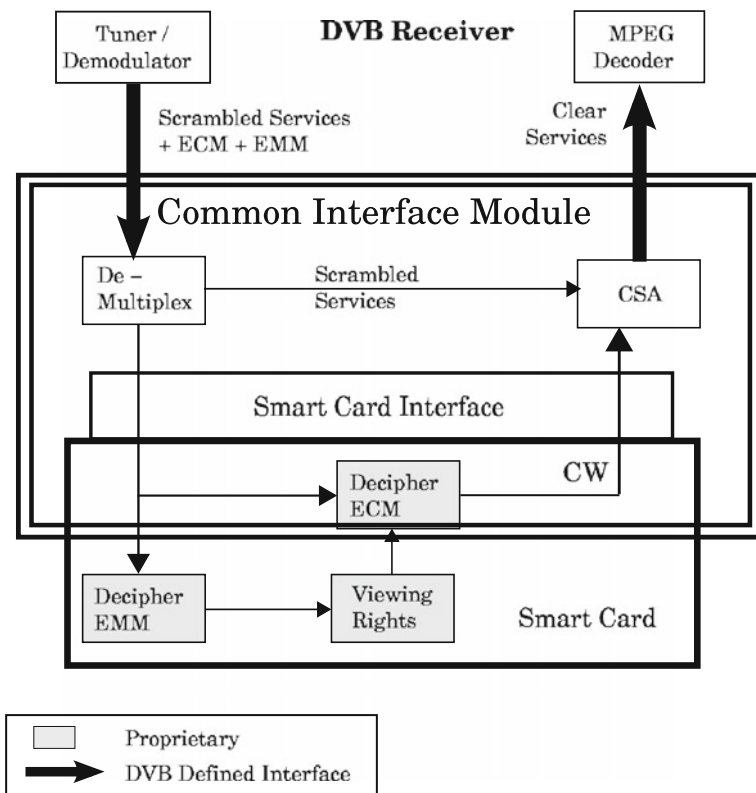 Tuner /
Demodulator
DVB Receiver
MPEG
Decoder
Scrambled Services
+ ECM + EMM
Clear
Services
Common Interface Module
De –
Multiplex
Scrambled
Services
CSA
Smart Card Interface
Decipher
ECM
CW
Decipher
EMM
Viewing
Rights
Smart Card
Proprietary
DVB Defined Interface